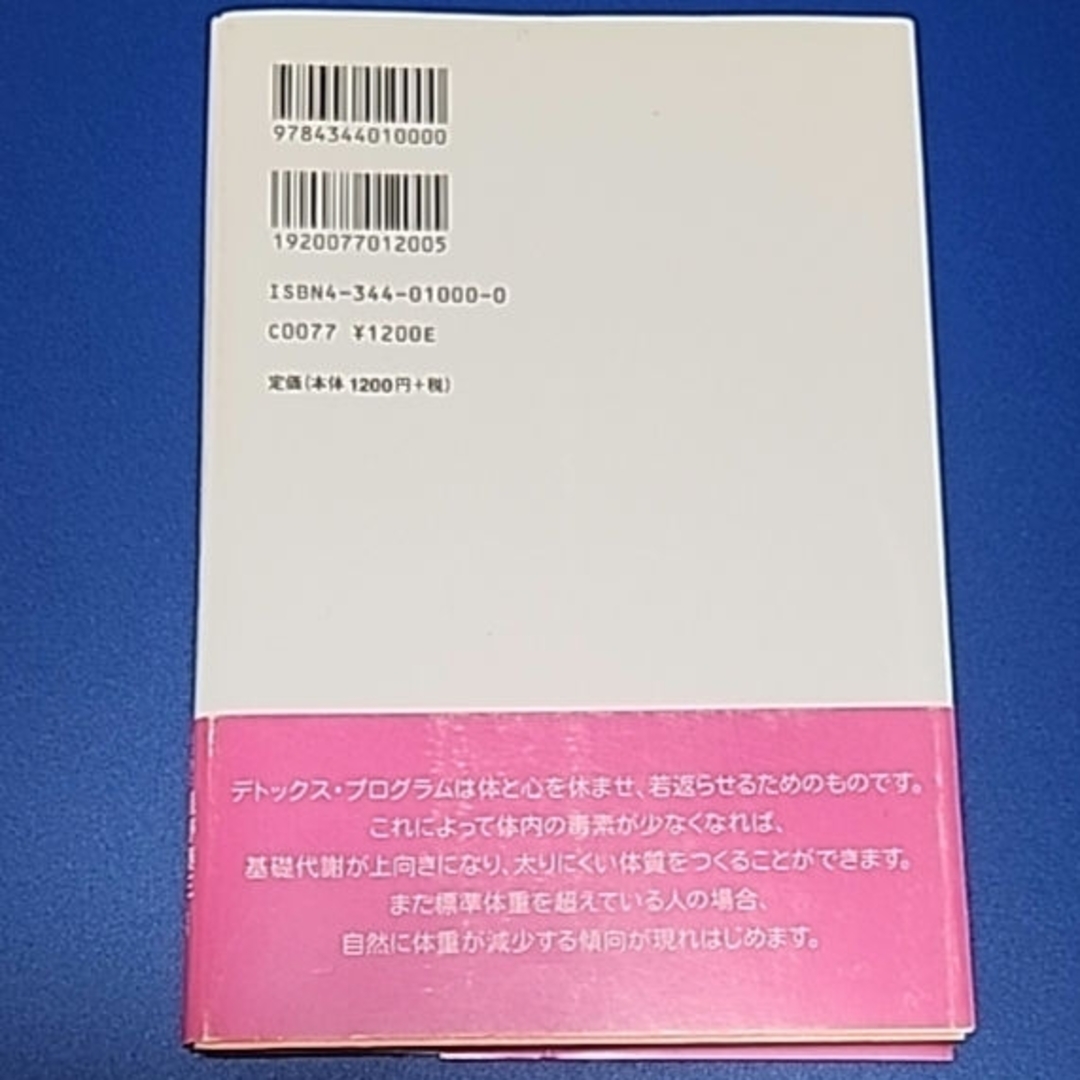 9784344010000
1920077012005
ISBN4-344-01000-0
C0077 ¥1200E
定価(本体1200円+税)
デトックス・プログラムは体と心を休ませ、若返らせるためのものです。
これによって体内の毒素が少なくなれば、
基礎代謝が上向きになり、太りにくい体質をつくることができます。
また標準体重を超えている人の場合、
自然に体重が減少する傾向が現れはじめます。